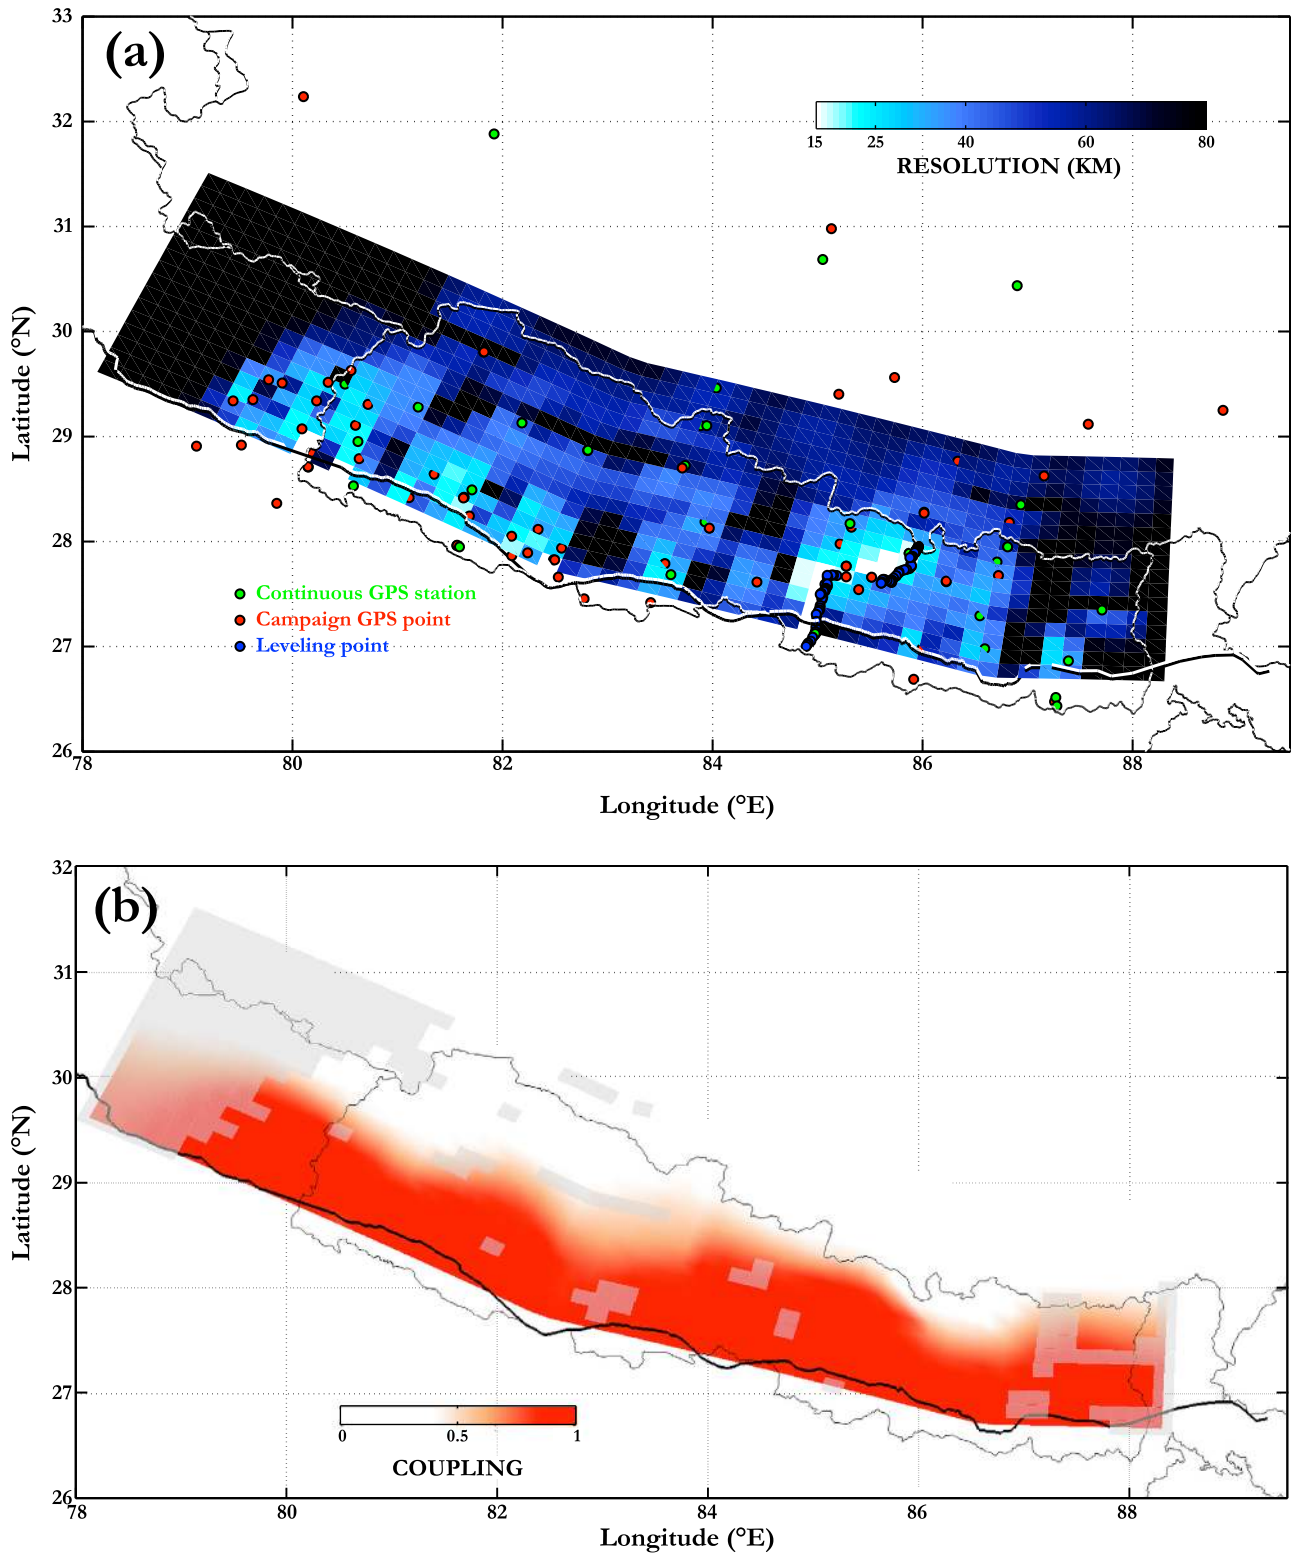 33
(a)
32
15 25 40 60 80
RESOLUTION (KM)
31
30
Latitude (°N)
29
28
Continuous GPS station
Campaign GPS point
Leveling point
27
26
78 80 82 84 86 88
Longitude (°E)
32
(b)
31
30
Latitude (°N)
29
28
27
0 0.5 1
COUPLING
26
78 80 82 84 86 88
Longitude (°E)